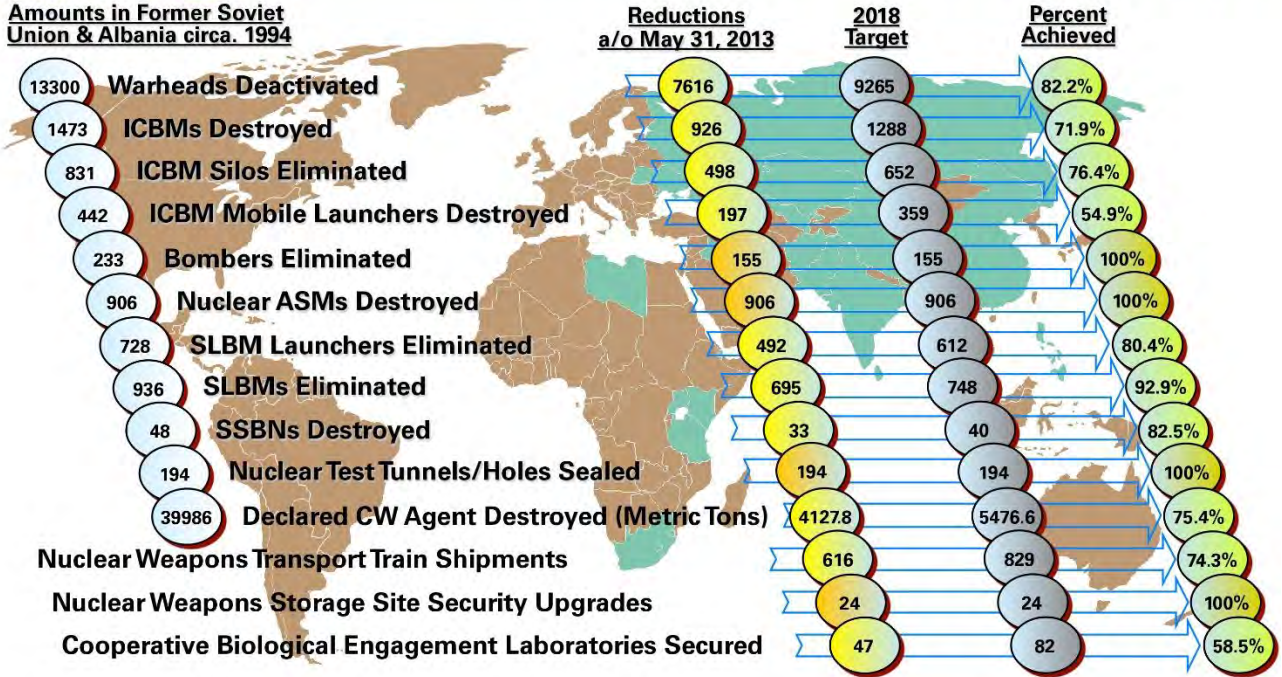 Amounts in Former Soviet
Union & Albania circa. 1994
Reductions
a/o May 31, 2013
2018
Target
Percent
Achieved
13300 Warheads Deactivated 7616 9265 82.2%
1473 ICBMs Destroyed 926 1288 71.9%
831 ICBM Silos Eliminated 498 652 76.4%
442 ICBM Mobile Launchers Destroyed 197 359 54.9%
233 Bombers Eliminated 155 155 100%
906 Nuclear ASMs Destroyed 906 906 100%
728 SLBM Launchers Eliminated 492 612 80.4%
936 SLBMs Eliminated 695 748 92.9%
48 SSBNs Destroyed 33 40 82.5%
194 Nuclear Test Tunnels/Holes Sealed 194 194 100%
39986 Declared CW Agent Destroyed (Metric Tons) 4127.8 5476.6 75.4%
Nuclear Weapons Transport Train Shipments 616 829 74.3%
Nuclear Weapons Storage Site Security Upgrades 24 24 100%
Cooperative Biological Engagement Laboratories Secured 47 82 58.5%